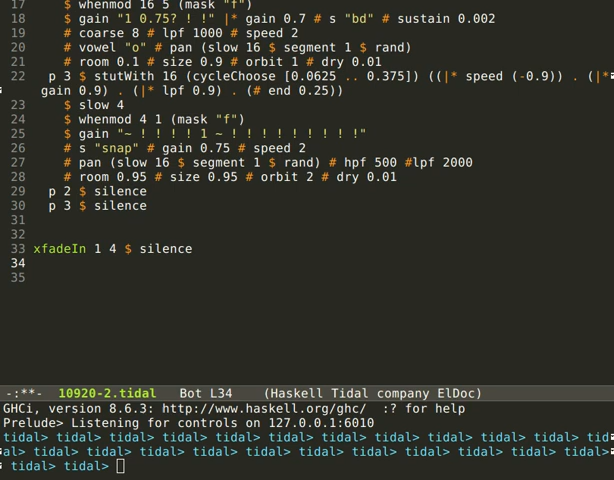 17     $ whenmod 16 5 (mask "f")
18     $ gain "1 0.75? ! !" |* gain 0.7 # s "bd" # sustain 0.002
19     # coarse 8 # lpf 1000 # speed 2
20     # vowel "o" # pan (slow 16 $ segment 1 $ rand)
21     # room 0.1 # size 0.9 # orbit 1 # dry 0.01
22   p 3 $ stutWith 16 (cycleChoose [0.0625 .. 0.375]) ((|* speed (-0.9)) . (|*
gain 0.9) . (|* lpf 0.9) . (# end 0.25))
23     $ slow 4
24     $ whenmod 4 1 (mask "f")
25     $ gain "~ ! ! ! ! 1 ~ ! ! ! ! ! ! ! ! !"
26     # s "snap" # gain 0.75 # speed 2
27     # pan (slow 16 $ segment 1 $ rand) # hpf 500 #lpf 2000
28     # room 0.95 # size 0.95 # orbit 2 # dry 0.01
29   p 2 $ silence
30   p 3 $ silence
31
32
33 xfadeIn 1 4 $ silence
34
35
-:**-  10920-2.tidal   Bot L34    (Haskell Tidal company ElDoc)
GHCi, version 8.6.3: http://www.haskell.org/ghc/  :? for help
Prelude> Listening for controls on 127.0.0.1:6010
tidal> tidal> tidal> tidal> tidal> tidal> tidal> tidal> tidal> tidal> tidal> tid
al> tidal> tidal> tidal> tidal> tidal> tidal> tidal> tidal> tidal> tidal> tidal>
tidal> tidal>